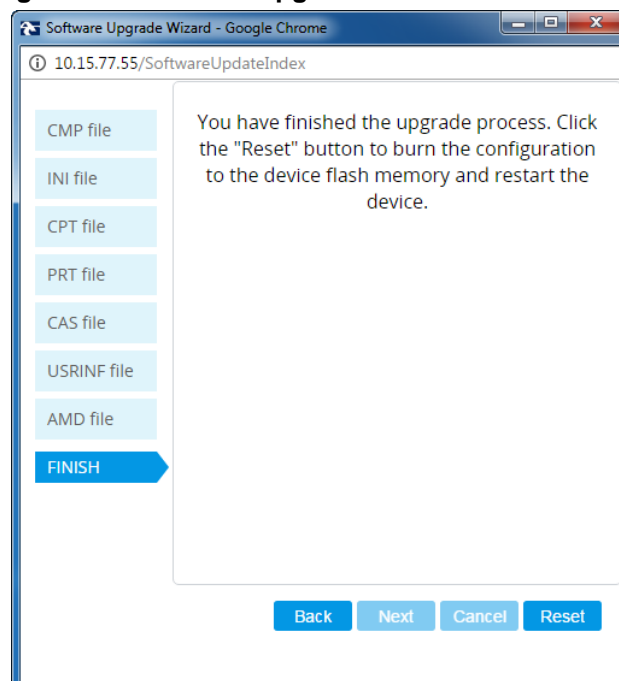 Software Upgrade Wizard - Google Chrome
10.15.77.55/SoftwareUpdateIndex
CMP file
INI file
CPT file
PRT file
CAS file
USRINF file
AMD file
FINISH
You have finished the upgrade process. Click
the "Reset" button to burn the configuration
to the device flash memory and restart the
device.
Back
Next
Cancel
Reset